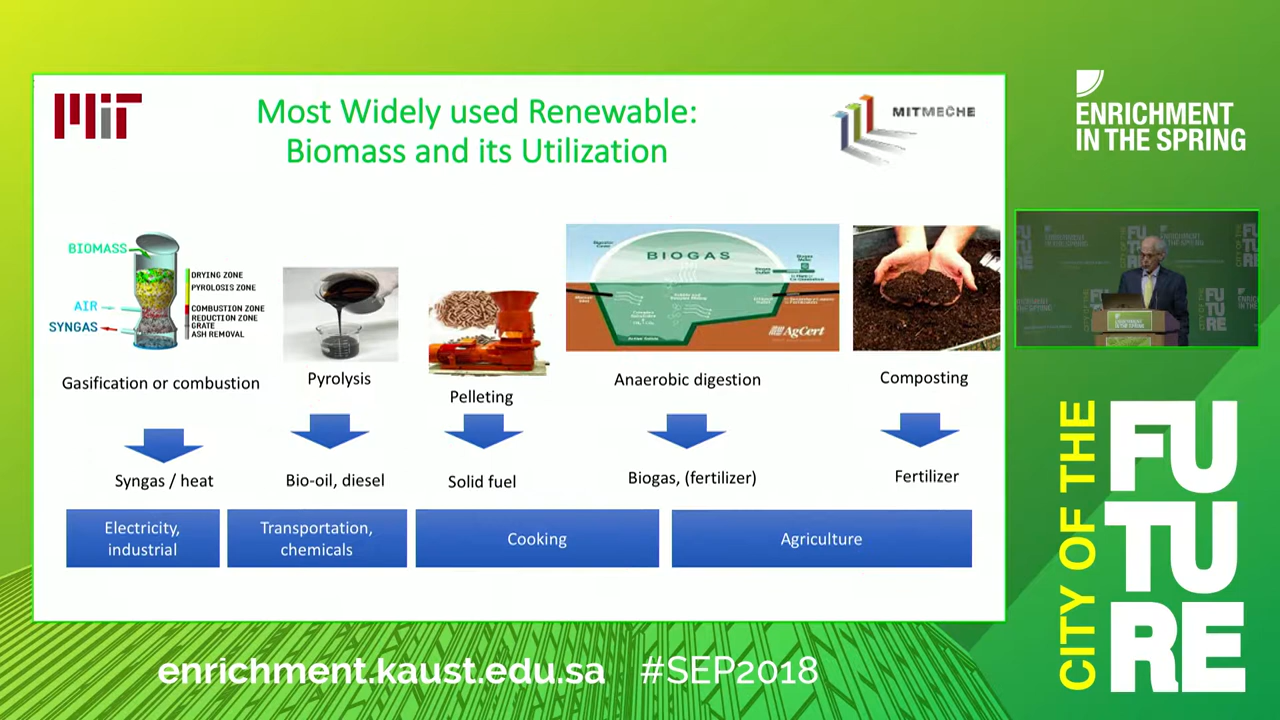 MiT
Most Widely used Renewable:
Biomass and its Utilization
MITMECHE
ENRICHMENT
IN THE SPRING
BIOMASS
AIR
SYNGAS
DRYING ZONE
PYROLOSIS ZONE
COMBUSTION ZONE
REDUCTION ZONE
GRATE
ASH REMOVAL
BIOGAS
AgCert
Gasification or combustion
Pyrolysis
Pelleting
Anaerobic digestion
Composting
Syngas / heat
Bio-oil, diesel
Solid fuel
Biogas, (fertilizer)
Fertilizer
Electricity,
industrial
Transportation,
chemicals
Cooking
Agriculture
CITY OF THE
FU
TU
RE
enrichment.kaust.edu.sa #SEP2018